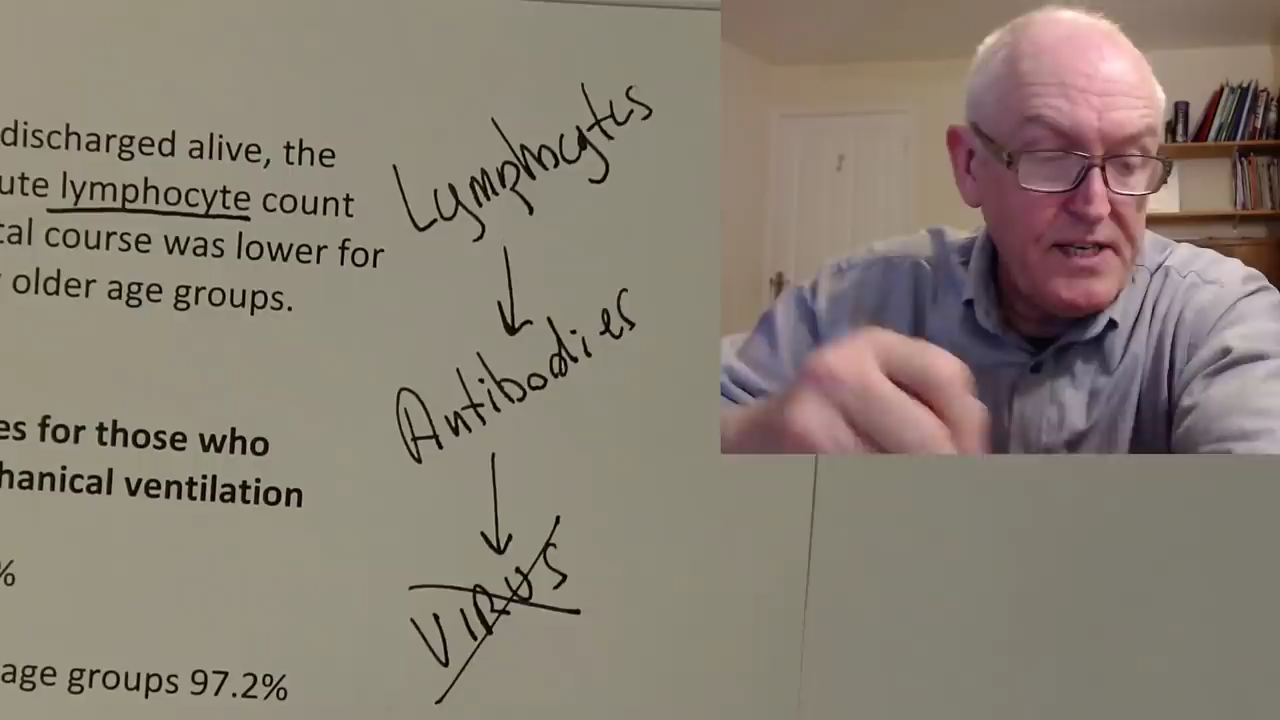 discharged alive, the
ute lymphocyte count
cal course was lower for
older age groups.
es for those who
hanical ventilation
%
age groups 97.2%
Lymphocytes
Antibodies
VIRUS